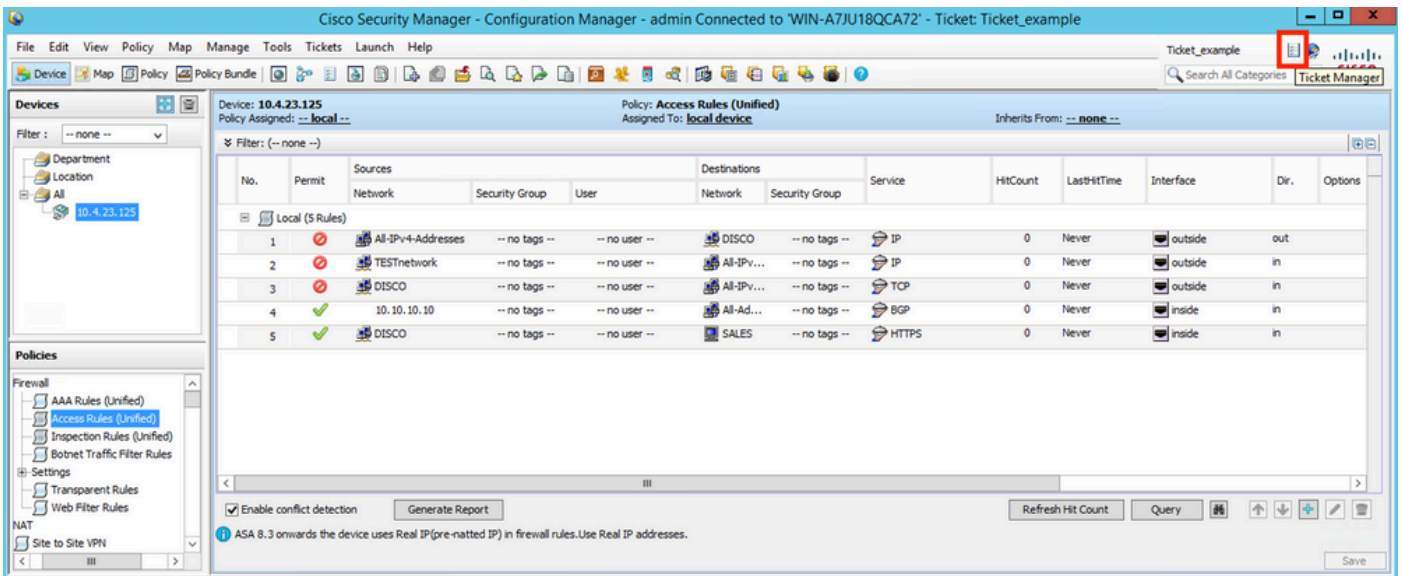 Cisco Security Manager - Configuration Manager - admin Connected to 'WIN-A7JU18QCA72' - Ticket: Ticket_example
File Edit View Policy Map Manage Tools Tickets Launch Help
Ticket_example
Device Map Policy Policy Bundle
Search All Categories
Ticket Manager
Devices
Filter : -- none --
Department
Location
All
10.4.23.125
Device: 10.4.23.125 Policy: Access Rules (Unified)
Policy Assigned: -- local -- Assigned To: local device Inherits From: -- none --
Filter: (-- none --)
No. Permit Sources Destinations Service HitCount LastHitTime Interface Dir. Options
Network Security Group User Network Security Group
Local (5 Rules)
1 All-IPv4-Addresses -- no tags -- -- no user -- DISCO -- no tags -- IP 0 Never outside out
2 TESTnetwork -- no tags -- -- no user -- All-IPv... -- no tags -- IP 0 Never outside in
3 DISCO -- no tags -- -- no user -- All-IPv... -- no tags -- TCP 0 Never outside in
4 10.10.10.10 -- no tags -- -- no user -- All-Ad... -- no tags -- BGP 0 Never inside in
5 DISCO -- no tags -- -- no user -- SALES -- no tags -- HTTPS 0 Never inside in
Policies
Firewall
AAA Rules (Unified)
Access Rules (Unified)
Inspection Rules (Unified)
Botnet Traffic Filter Rules
Settings
Transparent Rules
Web Filter Rules
NAT
Site to Site VPN
Enable conflict detection Generate Report Refresh Hit Count Query
ASA 8.3 onwards the device uses Real IP(pre-natted IP) in firewall rules.Use Real IP addresses.
Save